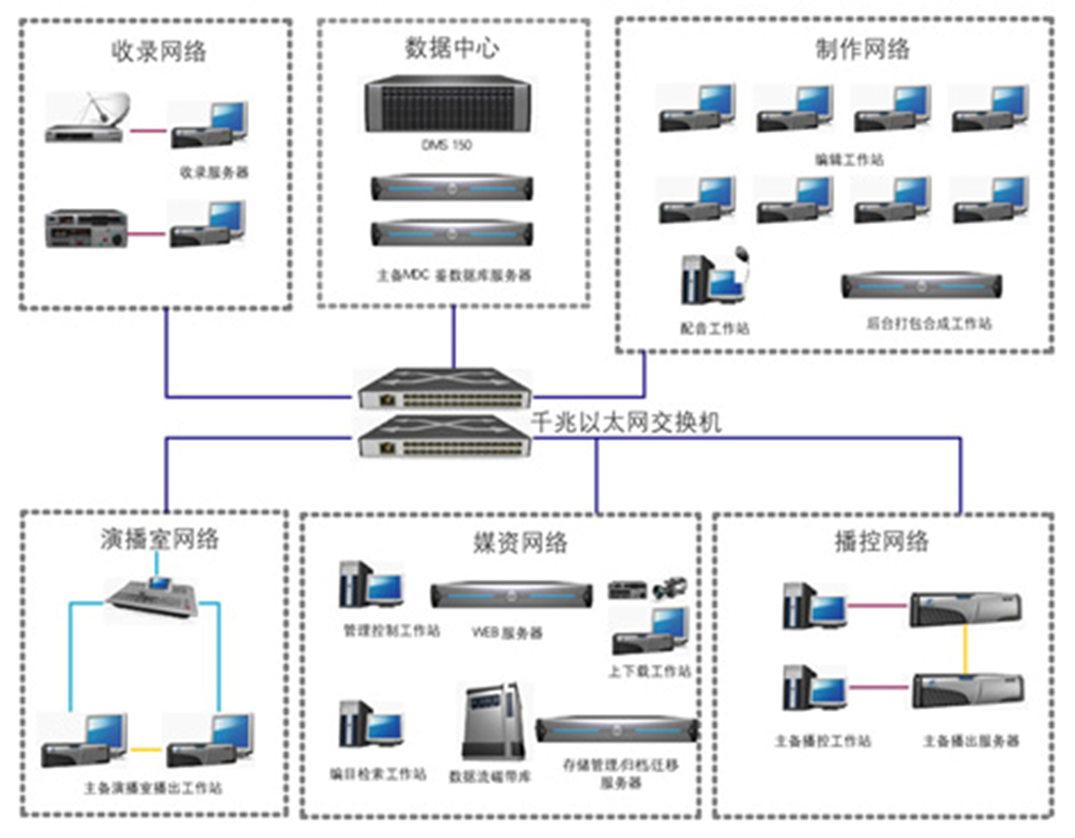 收录网络
数据中心
制作网络
DMS 150
收录服务器
编辑工作站
主备MDC 鉴数据库服务器
配音工作站
后台打包合成工作站
千兆以太网交换机
演播室网络
媒资网络
播控网络
管理控制工作站
WEB 服务器
上下载工作站
主备播控工作站
主备播出服务器
编目检索工作站
数据流磁带库
存储管理/归档/迁移
服务器
主备演播室播出工作站